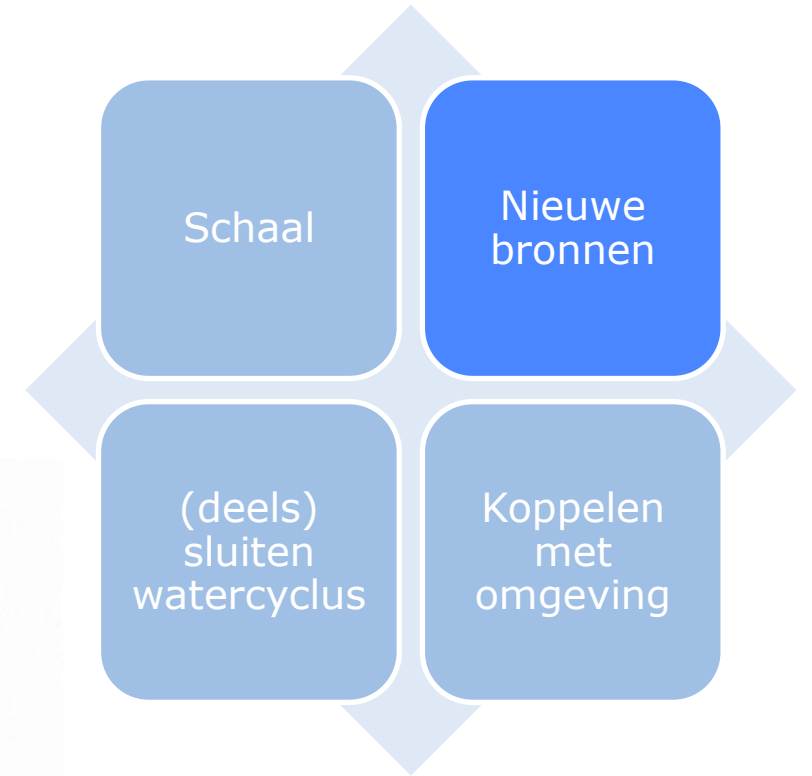 Schaal
Nieuwe
bronnen
(deels)
sluiten
watercyclus
Koppelen
met
omgeving